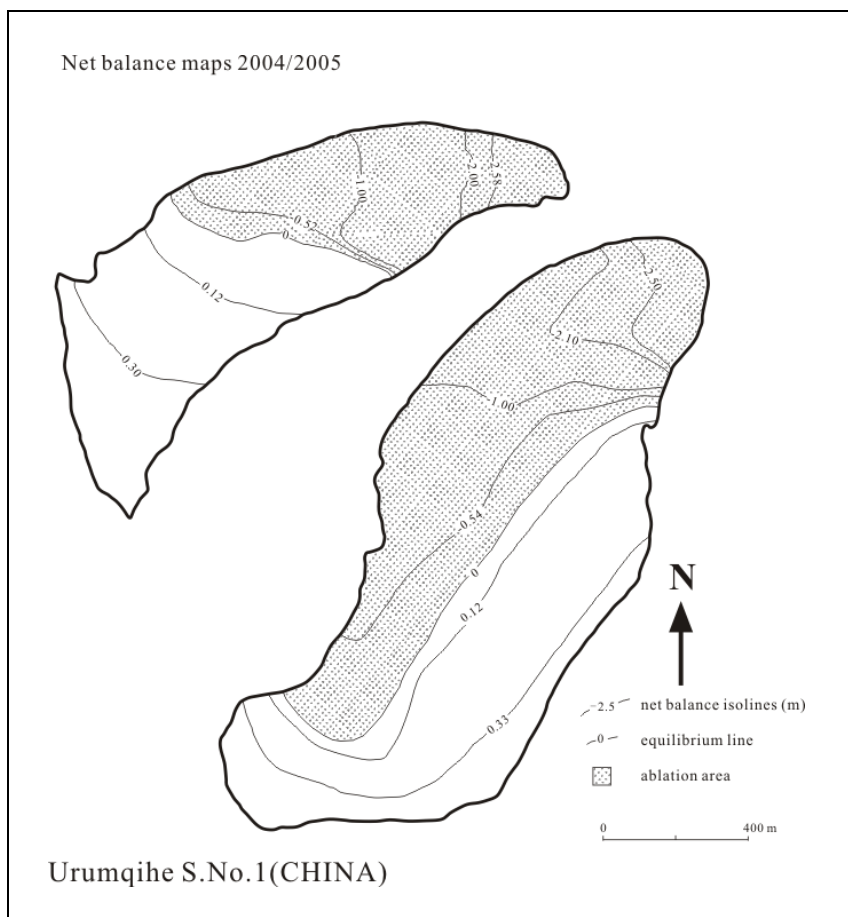 Net balance maps 2004/2005
-1.00
-2.00
-2.58
-0.52
0
0.12
0.30
-2.50
-2.10
-1.00
-0.54
0
0.12
0.33
N
-2.5 net balance isolines (m)
0 equilibrium line
ablation area
0 400 m
Urumqihe S.No.1(CHINA)